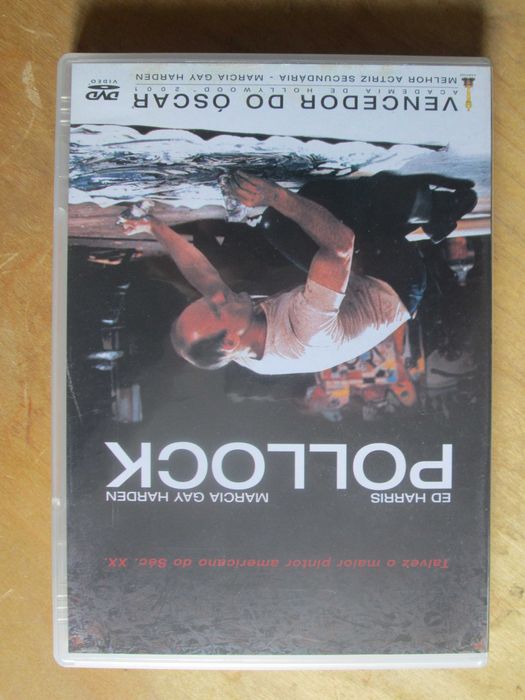 Talvez o maior pintor americano do Séc. XX.
ED HARRIS MARCIA GAY HARDEN
POLLOCK
VENCEDOR DO ÓSCAR
ACADEMIA DE HOLLYWOOD 2001
MELHOR ACTRIZ SECUNDÁRIA - MARCIA GAY HARDEN
DVD
VIDEO